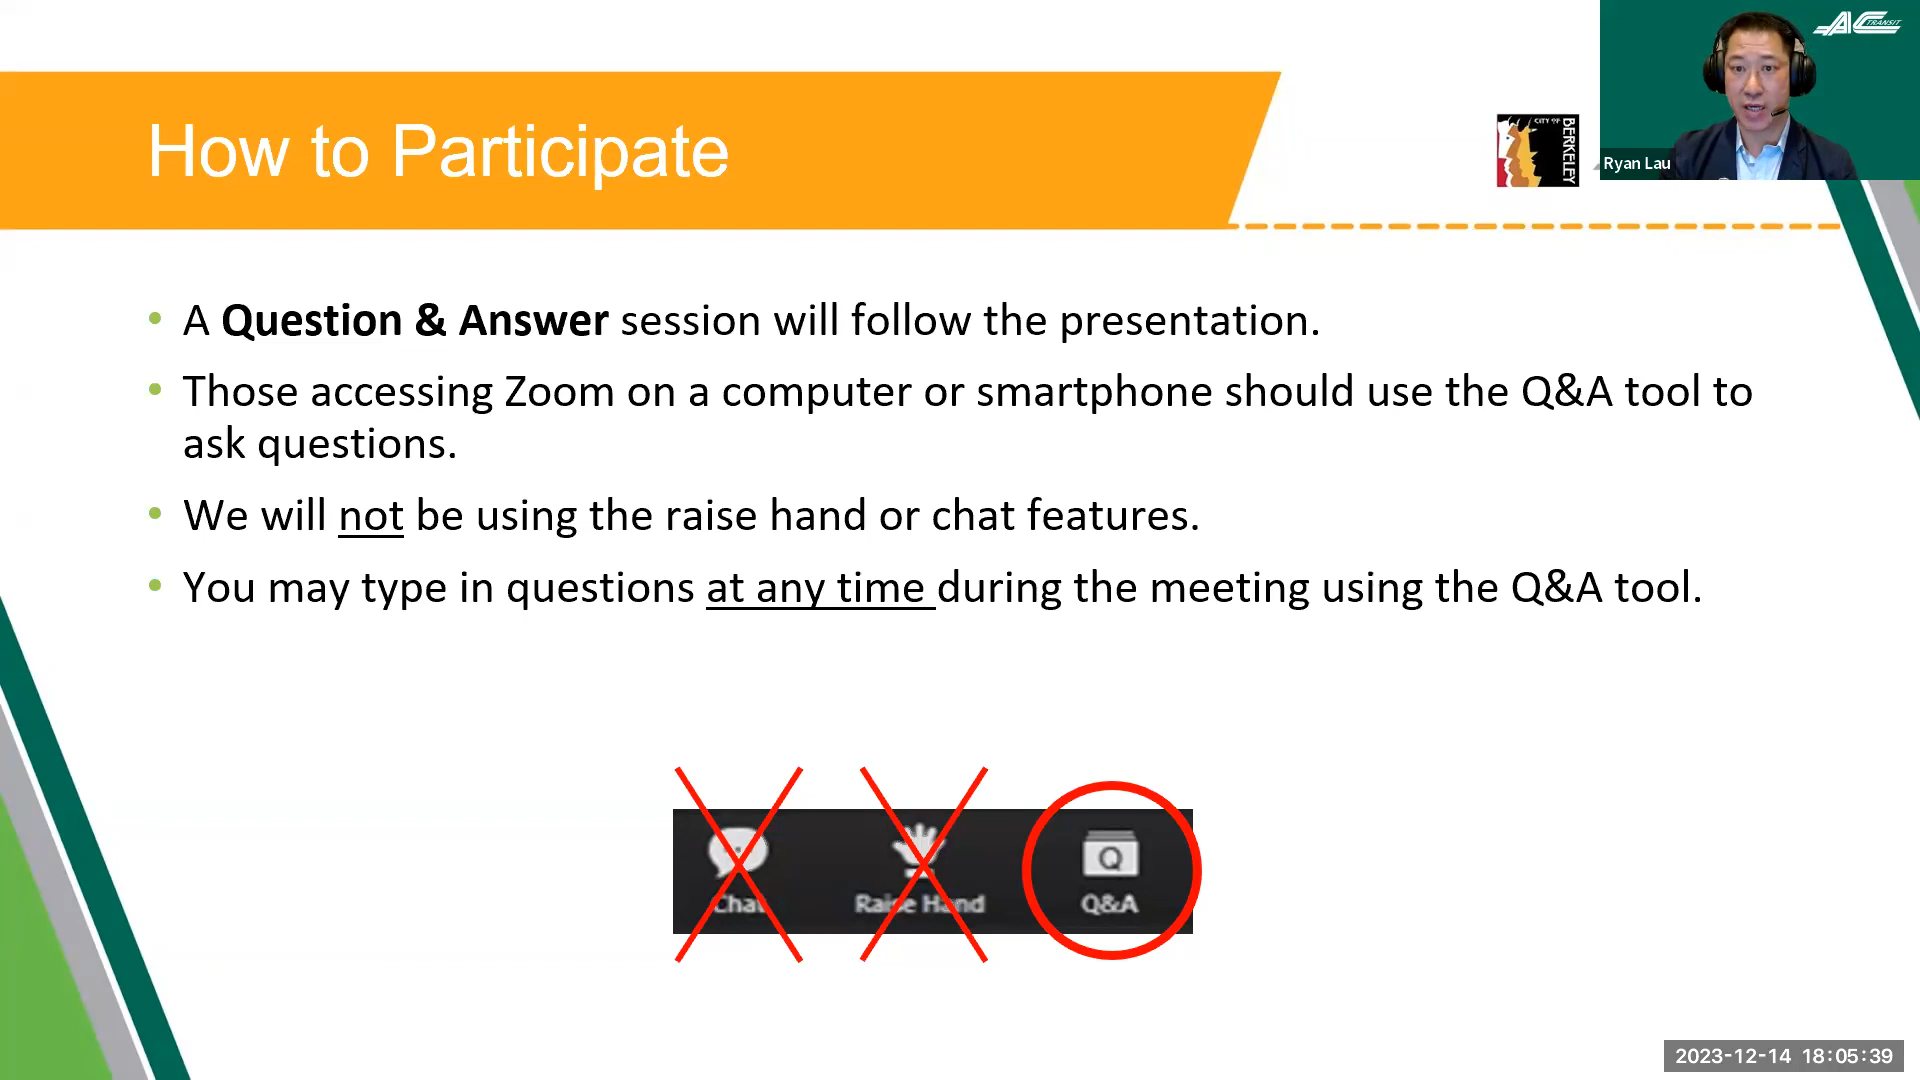 AC TRANSIT
How to Participate
CITY OF
BERKELEY
Ryan Lau
• A Question & Answer session will follow the presentation.
• Those accessing Zoom on a computer or smartphone should use the Q&A tool to
ask questions.
• We will not be using the raise hand or chat features.
• You may type in questions at any time during the meeting using the Q&A tool.
Q
Chat
Raise Hand
Q&A
2023-12-14 18:05:39